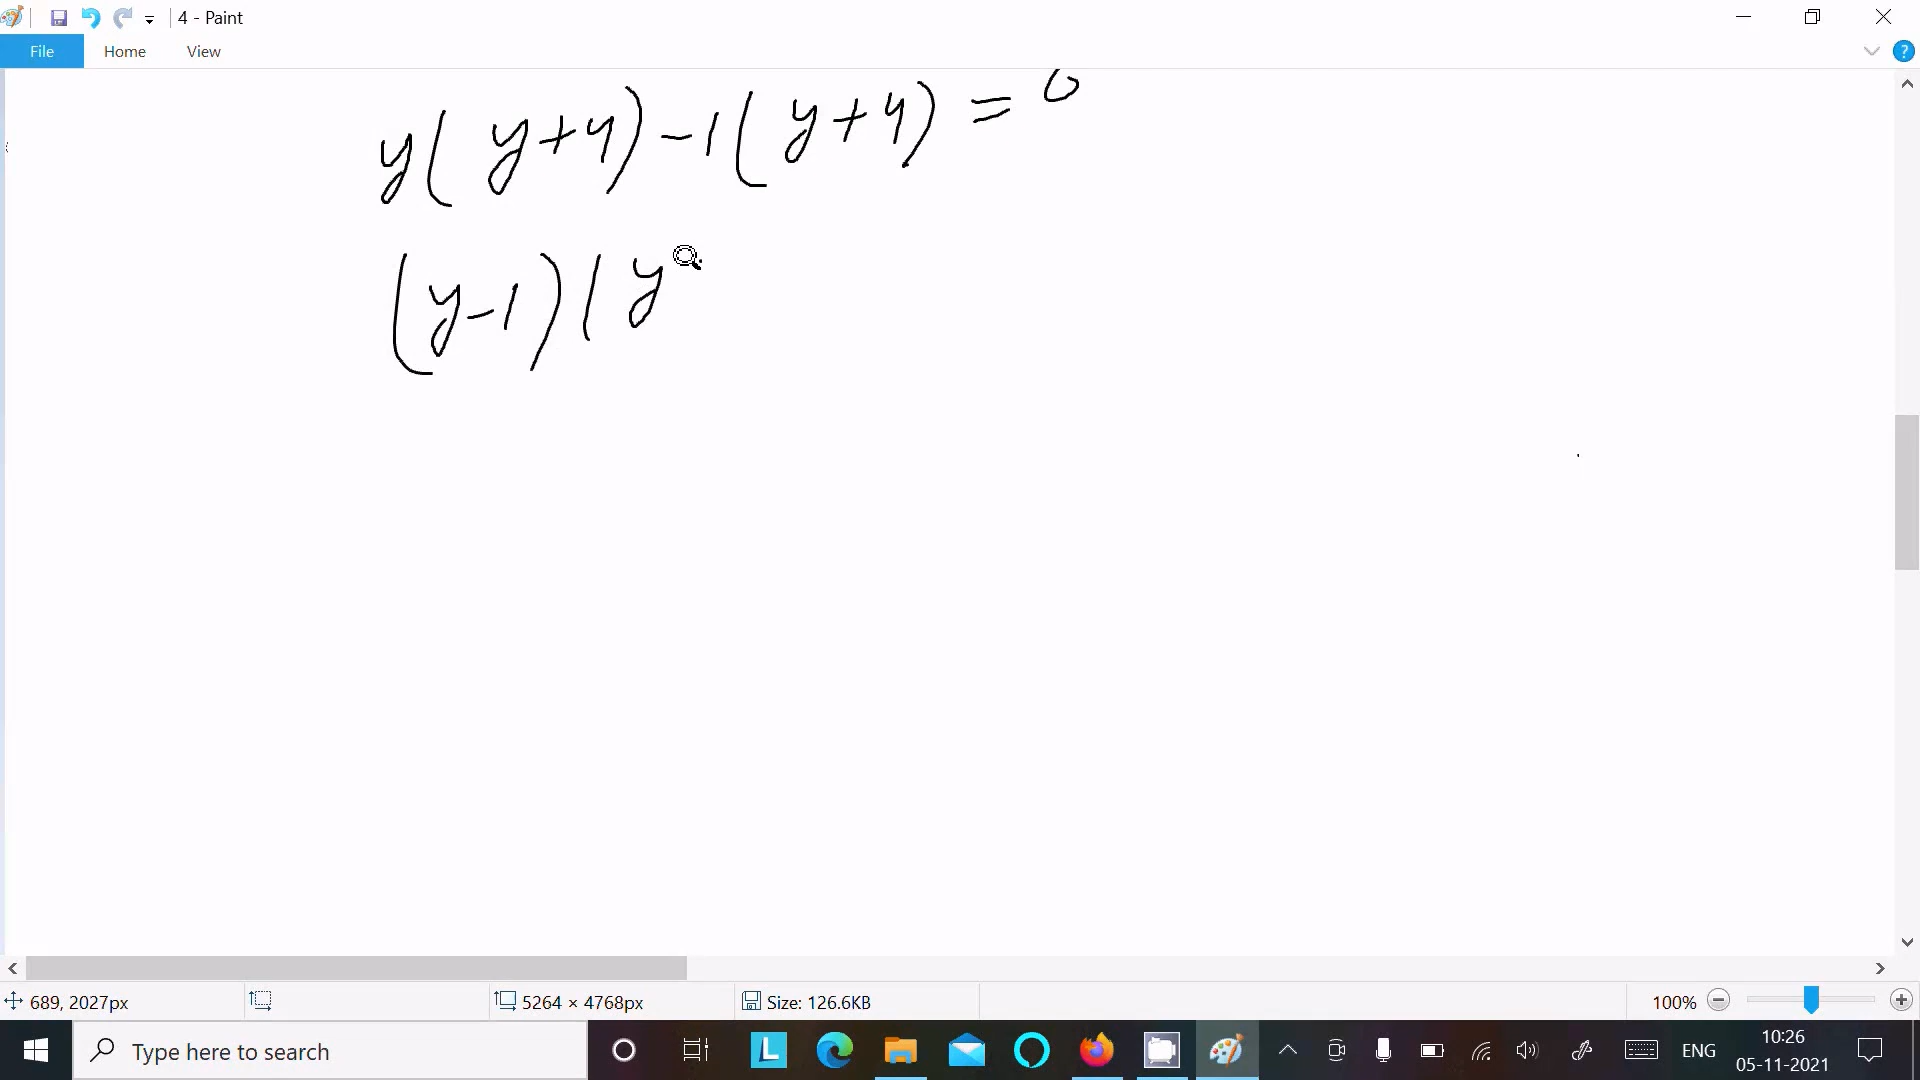 4 - Paint
File Home View
y( y+4) -1( y+4) = 0
(y-1)( y
689, 2027px 5264 × 4768px Size: 126.6KB 100%
Type here to search L ENG 10:26
05-11-2021